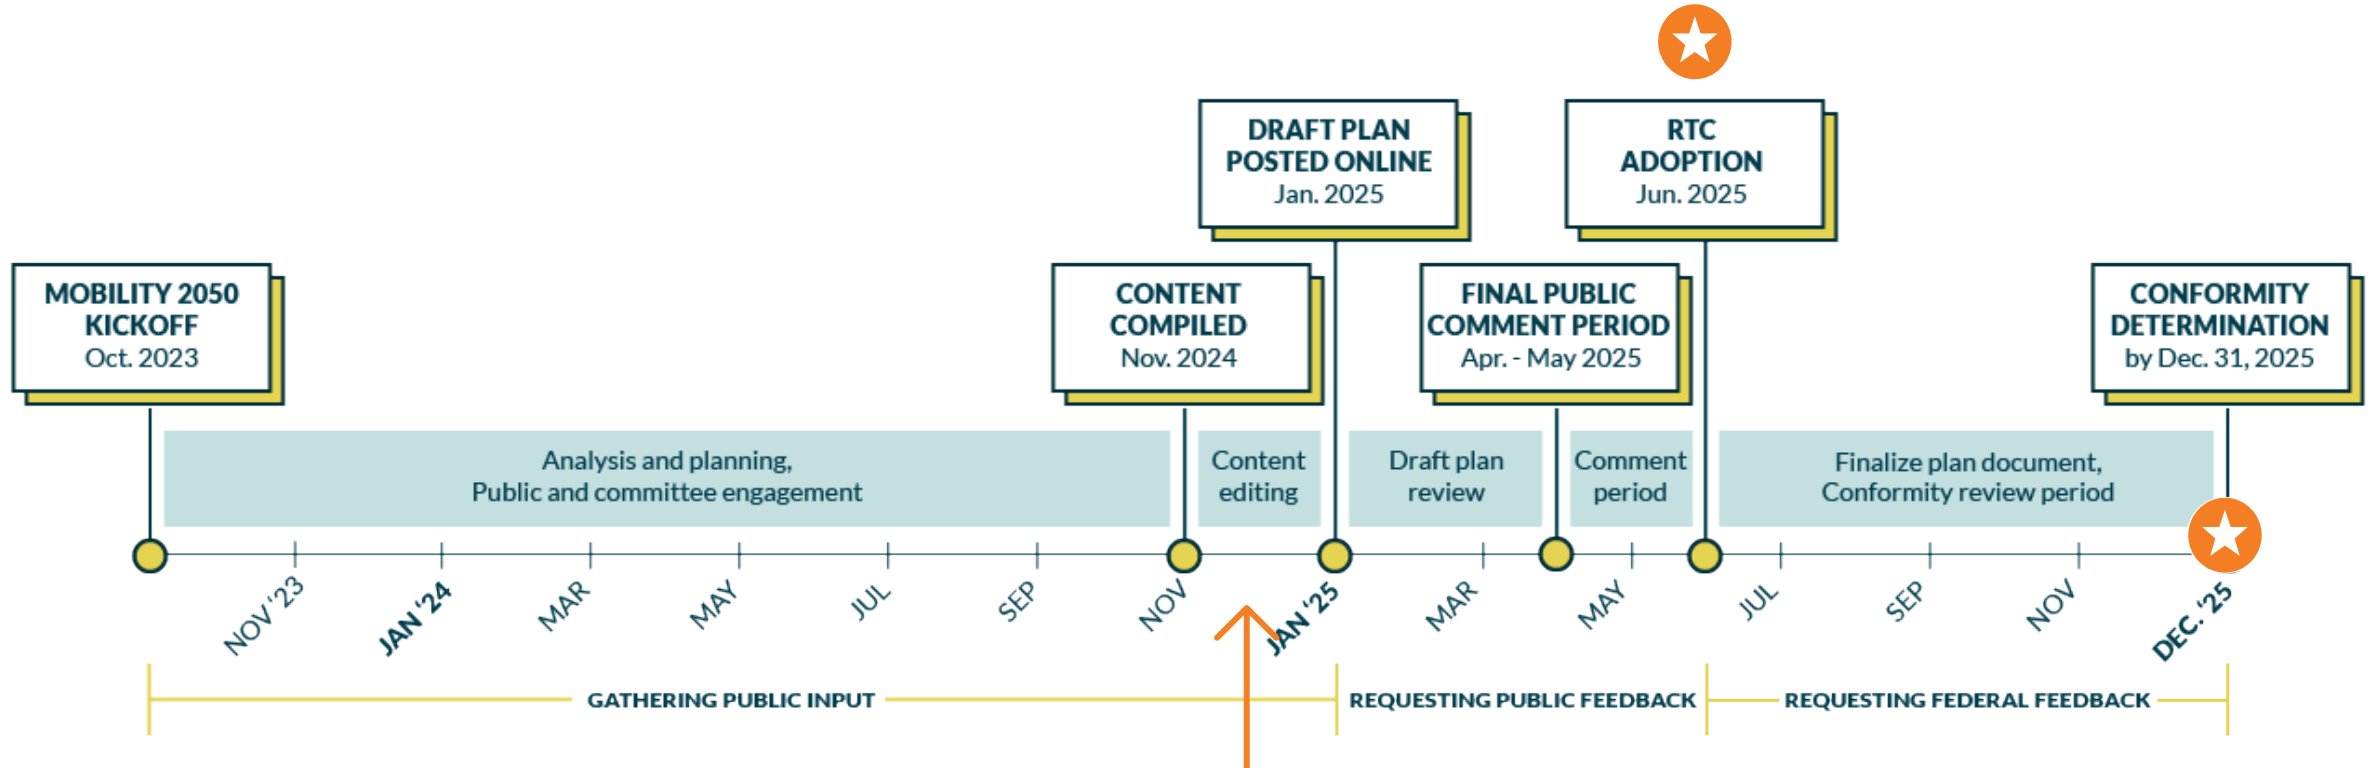 DRAFT PLAN
POSTED ONLINE
Jan. 2025
RTC
ADOPTION
Jun. 2025
MOBILITY 2050
KICKOFF
Oct. 2023
CONTENT
COMPILED
Nov. 2024
FINAL PUBLIC
COMMENT PERIOD
Apr. - May 2025
CONFORMITY
DETERMINATION
by Dec. 31, 2025
Analysis and planning,
Public and committee engagement
Content
editing
Draft plan
review
Comment
period
Finalize plan document,
Conformity review period
NOV ‘23
JAN ‘24
MAR
MAY
JUL
SEP
NOV
JAN ‘25
MAR
MAY
JUL
SEP
NOV
DEC. ‘25
GATHERING PUBLIC INPUT
REQUESTING PUBLIC FEEDBACK
REQUESTING FEDERAL FEEDBACK